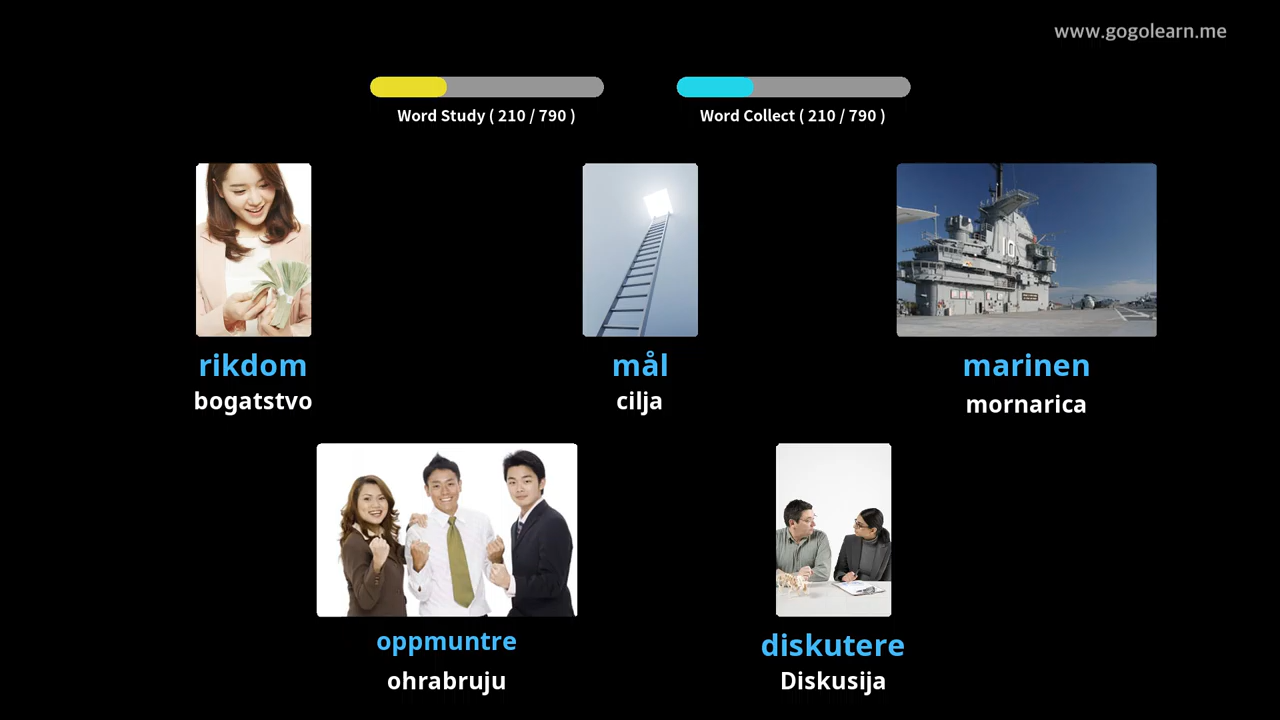 www.gogolearn.me
Word Study ( 210 / 790 )
Word Collect ( 210 / 790 )
10
rikdom
bogatstvo
mål
cilja
marinen
mornarica
oppmuntre
ohrabruju
diskutere
Diskusija